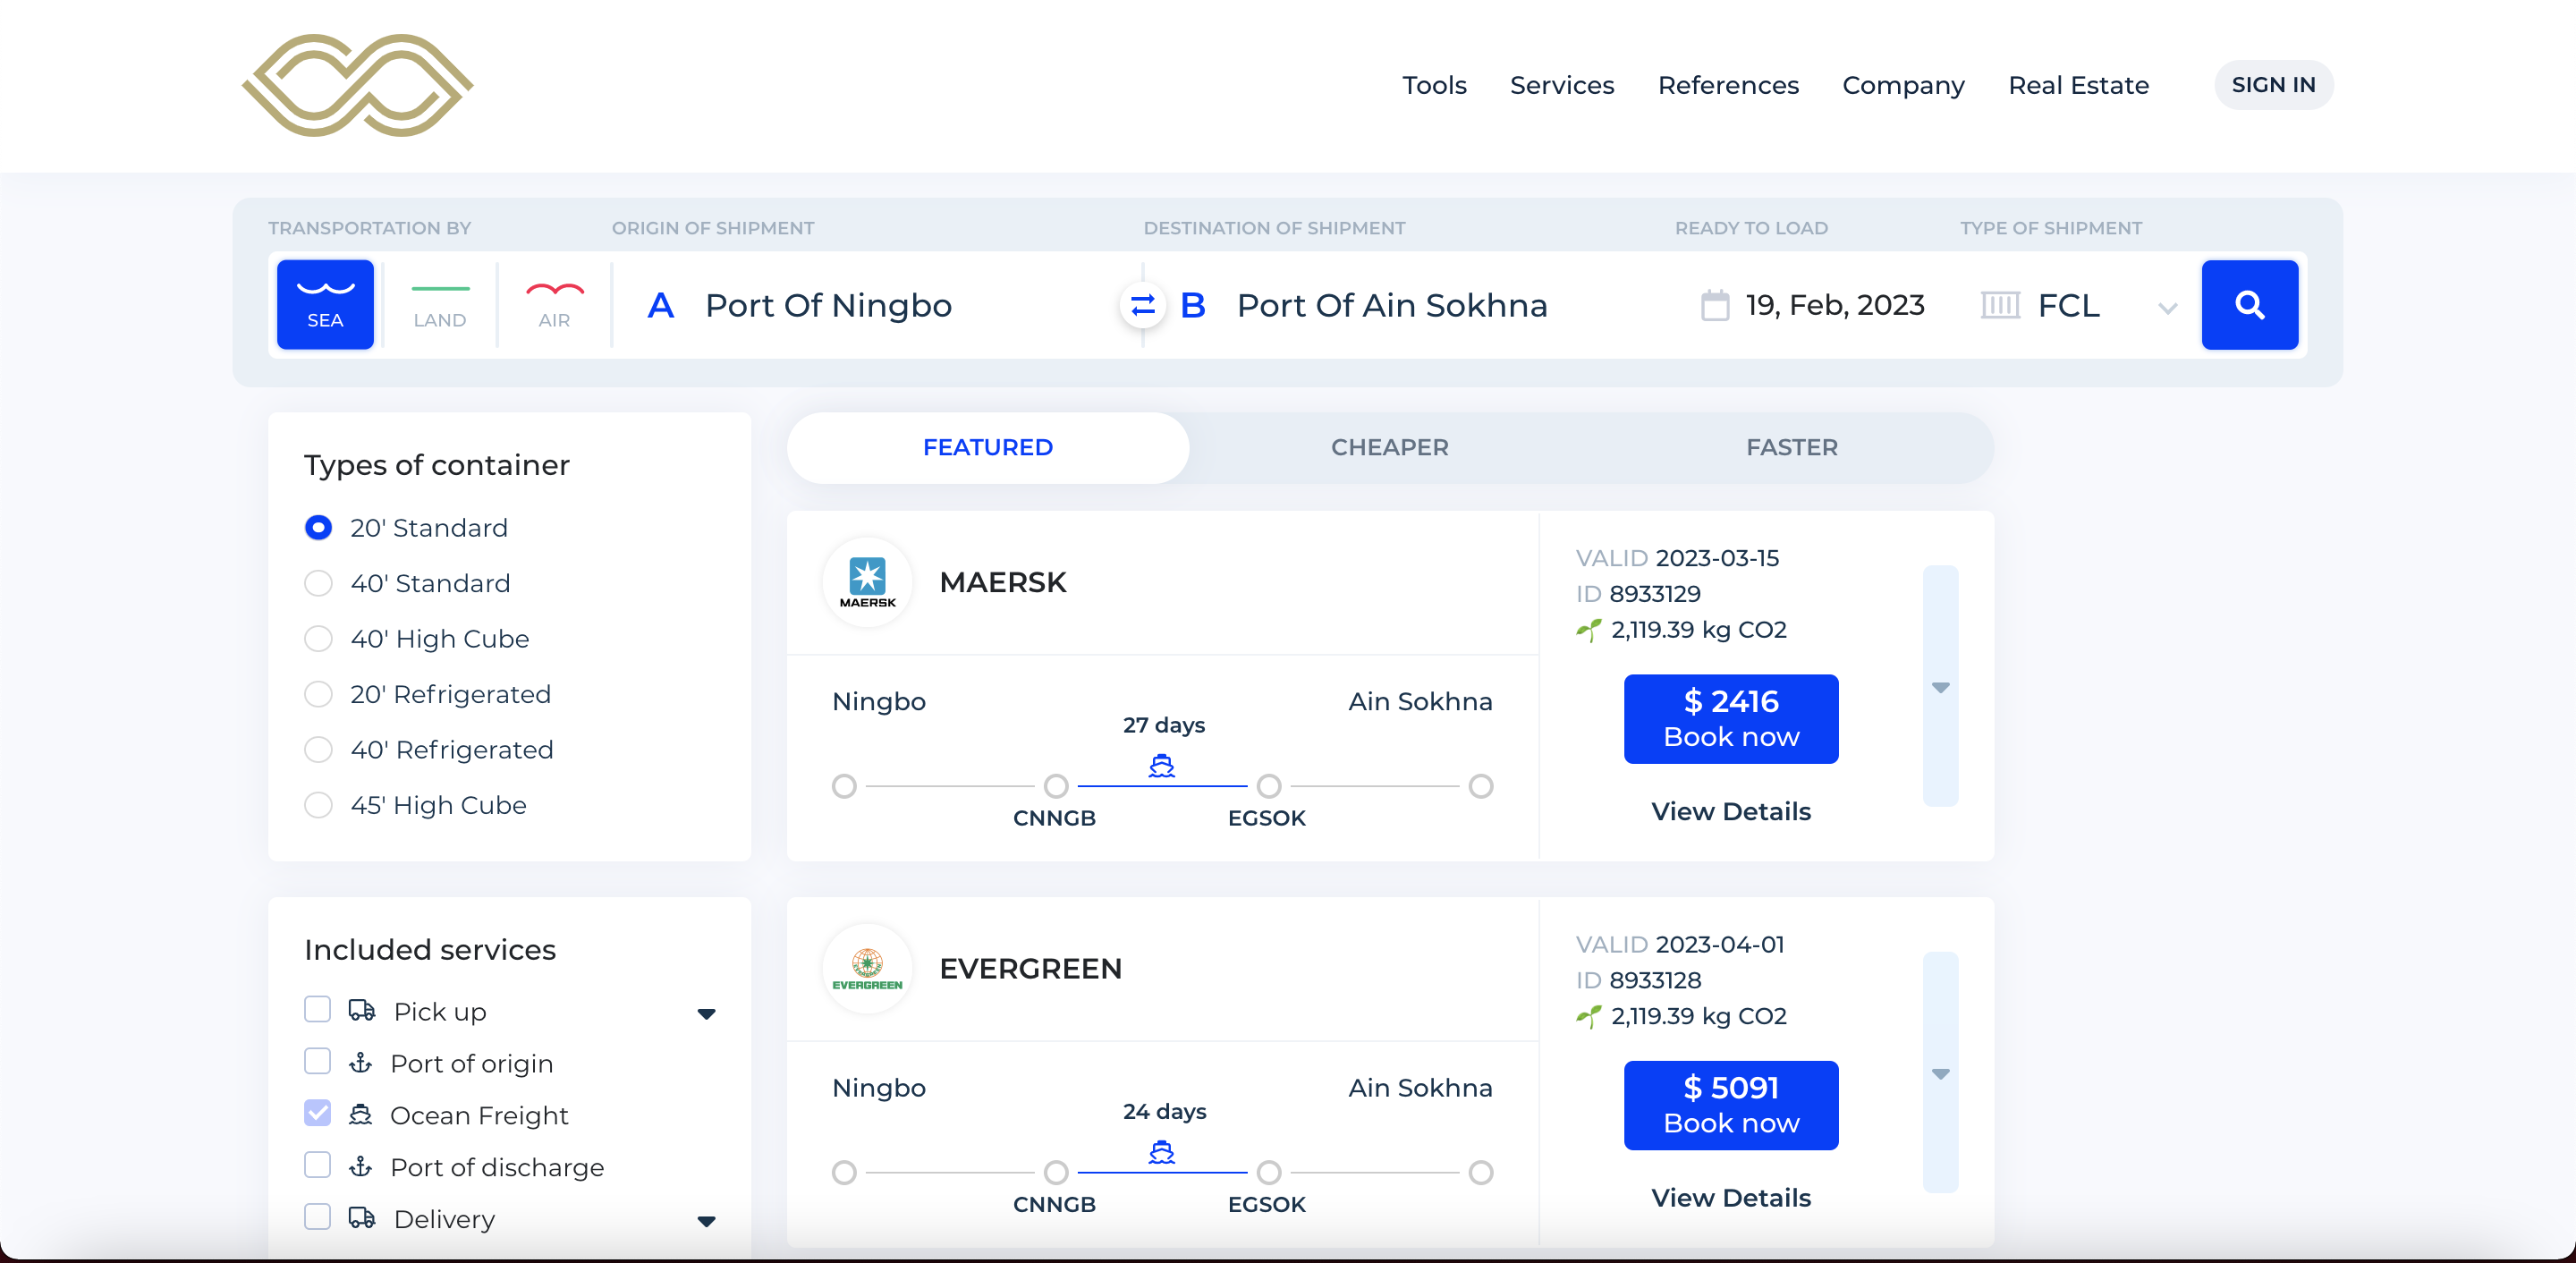 Tools Services References Company Real Estate SIGN IN
TRANSPORTATION BY ORIGIN OF SHIPMENT DESTINATION OF SHIPMENT READY TO LOAD TYPE OF SHIPMENT
SEA LAND AIR A Port Of Ningbo B Port Of Ain Sokhna 19, Feb, 2023 FCL
Types of container
20' Standard
40' Standard
40' High Cube
20' Refrigerated
40' Refrigerated
45' High Cube
Included services
Pick up
Port of origin
Ocean Freight
Port of discharge
Delivery
FEATURED CHEAPER FASTER
MAERSK
MAERSK
Ningbo Ain Sokhna
27 days
CNNGB EGSOK
VALID 2023-03-15
ID 8933129
2,119.39 kg CO2
$ 2416
Book now
View Details
EVERGREEN
EVERGREEN
Ningbo Ain Sokhna
24 days
CNNGB EGSOK
VALID 2023-04-01
ID 8933128
2,119.39 kg CO2
$ 5091
Book now
View Details